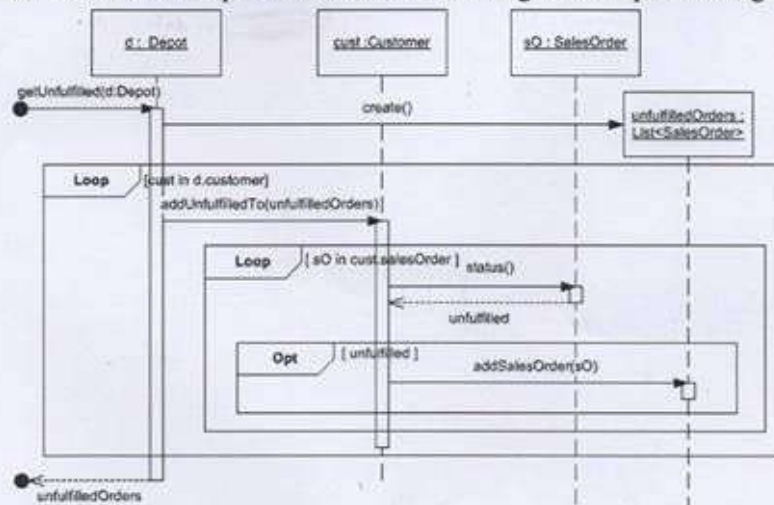 d : Depot
cust :Customer
sO : SalesOrder
getUnfulfilled(d:Depot)
create()
unfulfilledOrders :
List<SalesOrder>
Loop
[cust in d.customer]
addUnfulfilledTo(unfulfilledOrders)
Loop
[ sO in cust.salesOrder ]
status()
unfulfilled
Opt
[ unfulfilled ]
addSalesOrder(sO)
unfulfilledOrders